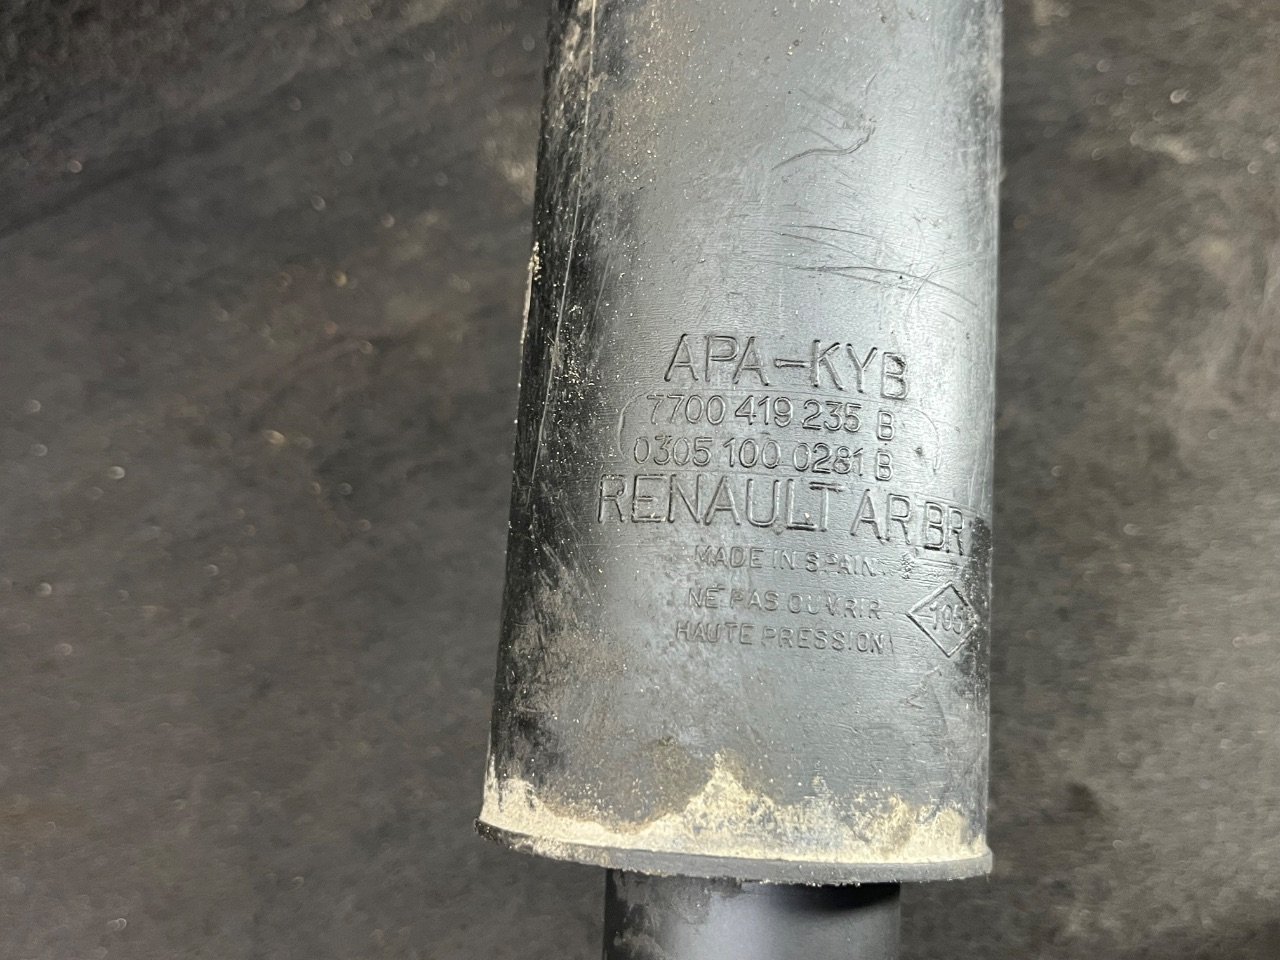 APA-KYB
7700 419 235 B
0305 100 0281 B
RENAULT AR BR
MADE IN SPAIN
NE PAS OUVRIR
HAUTE PRESSION
105